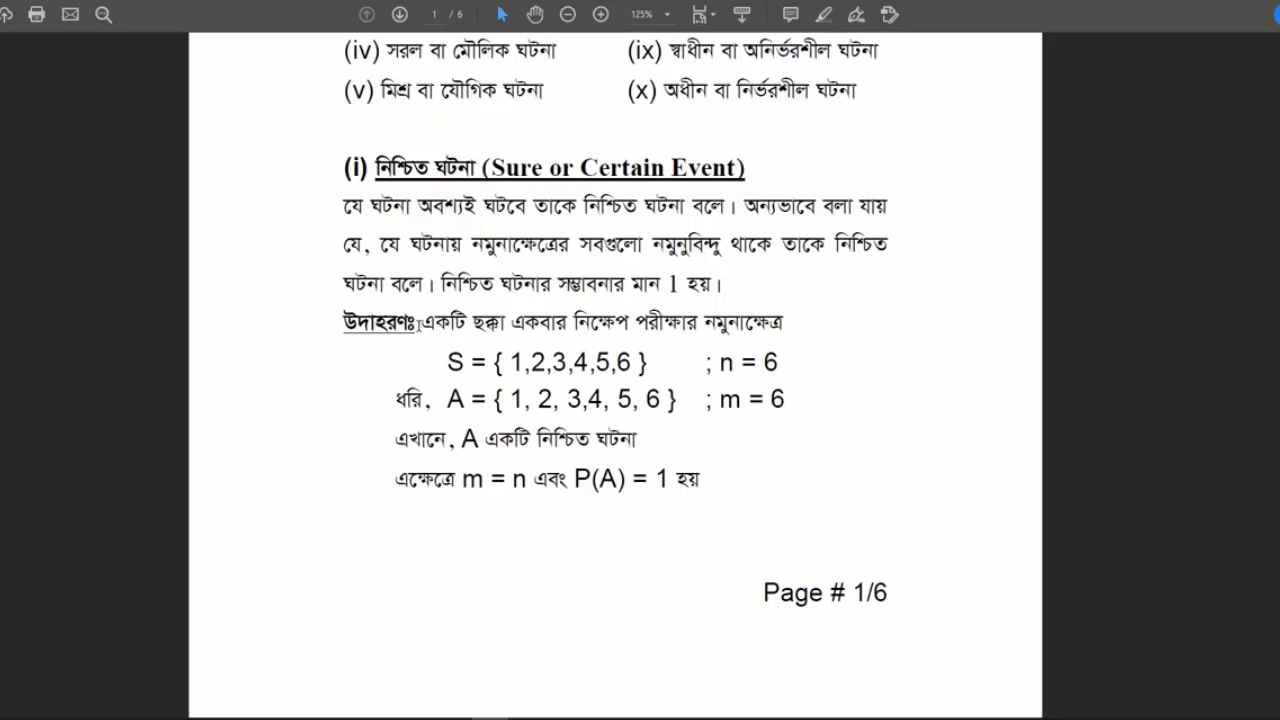 1 / 6
125%
(iv) সরল বা মৌলিক ঘটনা (ix) স্বাধীন বা অনির্ভরশীল ঘটনা
(v) মিশ্র বা যৌগিক ঘটনা (x) অধীন বা নির্ভরশীল ঘটনা
(i) নিশ্চিত ঘটনা (Sure or Certain Event)
যে ঘটনা অবশ্যই ঘটবে তাকে নিশ্চিত ঘটনা বলে। অন্যভাবে বলা যায়
যে, যে ঘটনায় নমুনাক্ষেত্রের সবগুলো নমুনুবিন্দু থাকে তাকে নিশ্চিত
ঘটনা বলে। নিশ্চিত ঘটনার সম্ভাবনার মান 1 হয়।
উদাহরণঃ একটি ছক্কা একবার নিক্ষেপ পরীক্ষার নমুনাক্ষেত্র
S = { 1,2,3,4,5,6 } ; n = 6
ধরি, A = { 1, 2, 3,4, 5, 6 } ; m = 6
এখানে, A একটি নিশ্চিত ঘটনা
এক্ষেত্রে m = n এবং P(A) = 1 হয়
Page # 1/6